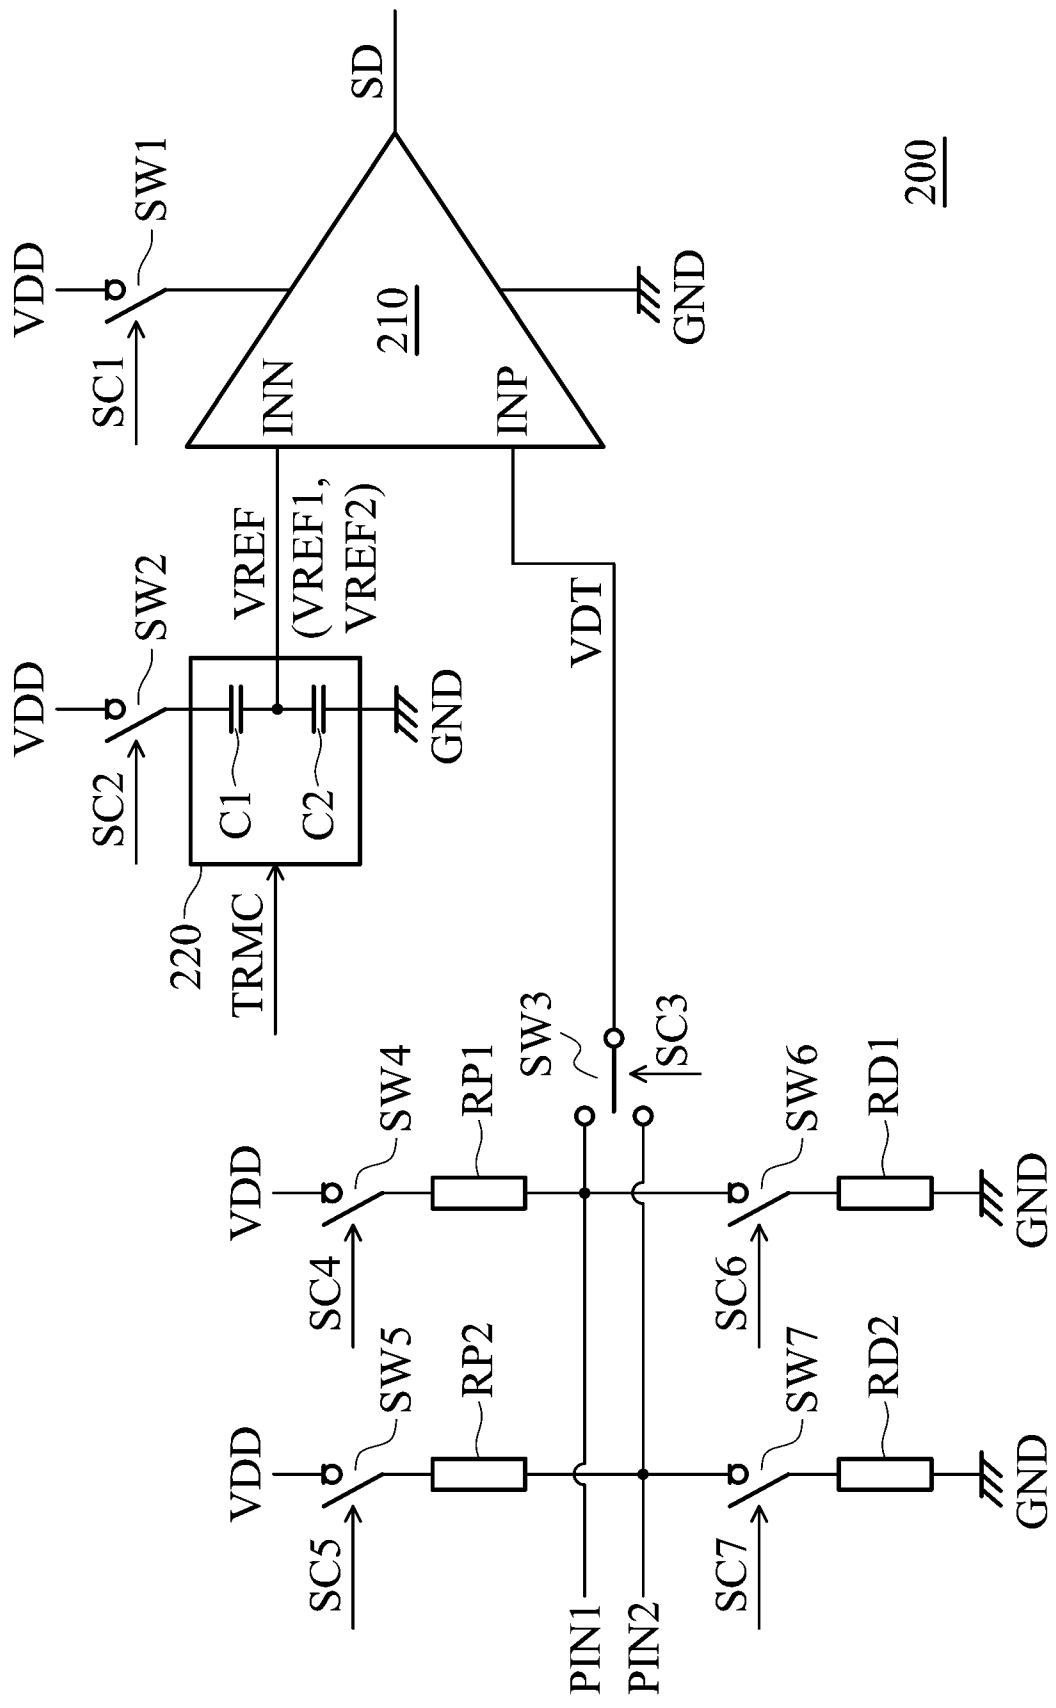 VDD
SC1
SW1
SD
VDD
SC2
SW2
INN
210
INP
GND
VREF
(VREF1,
VREF2)
C1
C2
220
TRMC
GND
VDT
200
VDD
SC5
SW5
RP2
VDD
SC4
SW4
RP1
SW3
SC3
PIN1
PIN2
SC7
SW7
RD2
GND
SC6
SW6
RD1
GND